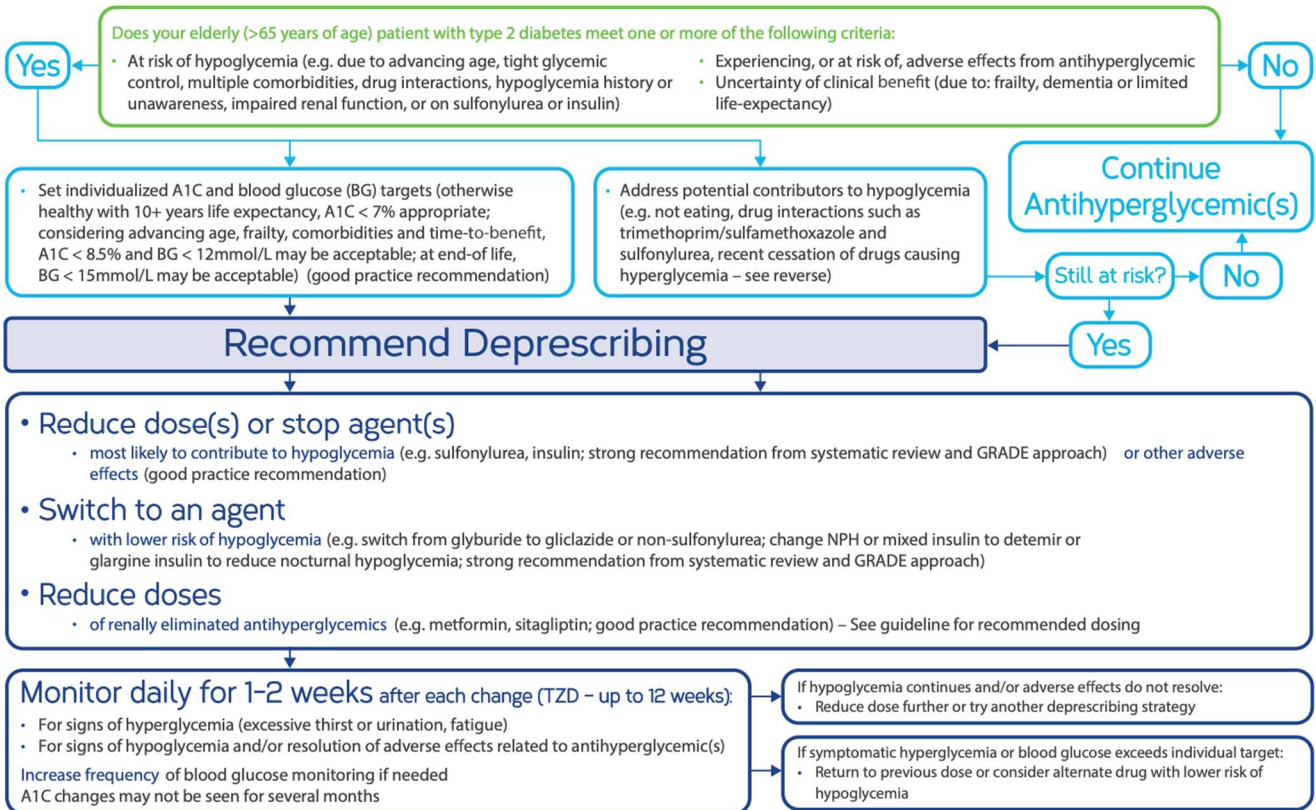 Does your elderly (>65 years of age) patient with type 2 diabetes meet one or more of the following criteria:
Yes
• At risk of hypoglycemia (e.g. due to advancing age, tight glycemic
control, multiple comorbidities, drug interactions, hypoglycemia history or
unawareness, impaired renal function, or on sulfonylurea or insulin)
• Experiencing, or at risk of, adverse effects from antihyperglycemic
• Uncertainty of clinical benefit (due to: frailty, dementia or limited
life-expectancy)
No
• Set individualized A1C and blood glucose (BG) targets (otherwise
healthy with 10+ years life expectancy, A1C < 7% appropriate;
considering advancing age, frailty, comorbidities and time-to-benefit,
A1C < 8.5% and BG < 12mmol/L may be acceptable; at end-of life,
BG < 15mmol/L may be acceptable) (good practice recommendation)
• Address potential contributors to hypoglycemia
(e.g. not eating, drug interactions such as
trimethoprim/sulfamethoxazole and
sulfonylurea, recent cessation of drugs causing
hyperglycemia – see reverse)
Continue
Antihyperglycemic(s)
Still at risk?
No
Yes
Recommend Deprescribing
• Reduce dose(s) or stop agent(s)
• most likely to contribute to hypoglycemia (e.g. sulfonylurea, insulin; strong recommendation from systematic review and GRADE approach) or other adverse
effects (good practice recommendation)
• Switch to an agent
• with lower risk of hypoglycemia (e.g. switch from glyburide to gliclazide or non-sulfonylurea; change NPH or mixed insulin to detemir or
glargine insulin to reduce nocturnal hypoglycemia; strong recommendation from systematic review and GRADE approach)
• Reduce doses
• of renally eliminated antihyperglycemics (e.g. metformin, sitagliptin; good practice recommendation) – See guideline for recommended dosing
Monitor daily for 1-2 weeks after each change (TZD – up to 12 weeks):
• For signs of hyperglycemia (excessive thirst or urination, fatigue)
• For signs of hypoglycemia and/or resolution of adverse effects related to antihyperglycemic(s)
Increase frequency of blood glucose monitoring if needed
A1C changes may not be seen for several months
If hypoglycemia continues and/or adverse effects do not resolve:
• Reduce dose further or try another deprescribing strategy
If symptomatic hyperglycemia or blood glucose exceeds individual target:
• Return to previous dose or consider alternate drug with lower risk of
hypoglycemia